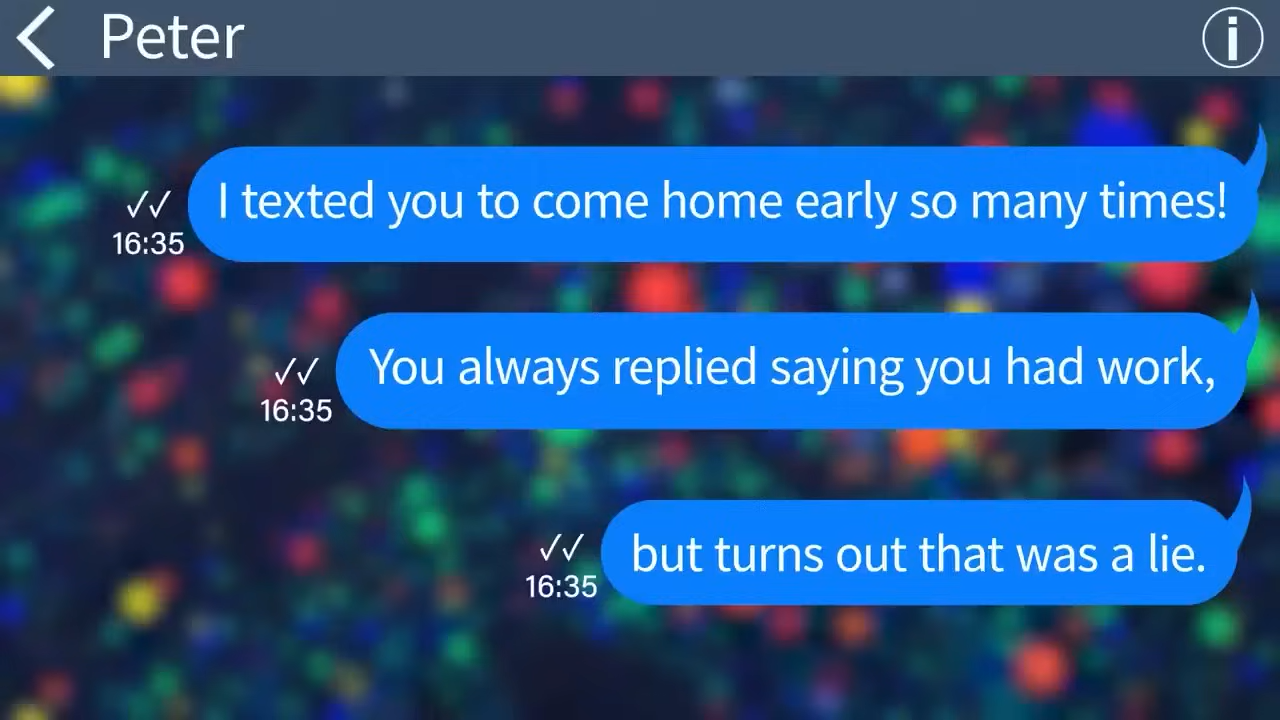 Peter
I texted you to come home early so many times!
16:35
You always replied saying you had work,
16:35
but turns out that was a lie.
16:35